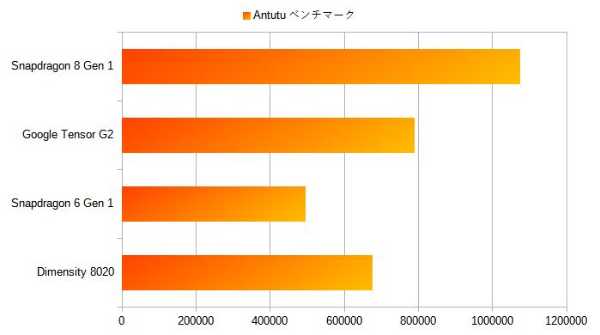 Antutu ベンチマーク
Snapdragon 8 Gen 1
Google Tensor G2
Snapdragon 6 Gen 1
Dimensity 8020
0 200000 400000 600000 800000 1000000 1200000